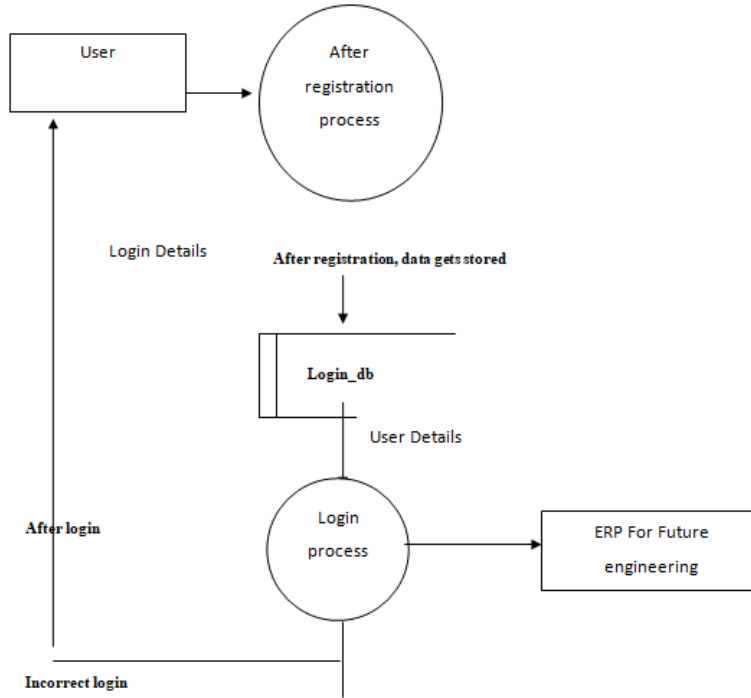 User
After
registration
process
Login Details
After registration, data gets stored
Login_db
User Details
Login
process
After login
ERP For Future
engineering
Incorrect login